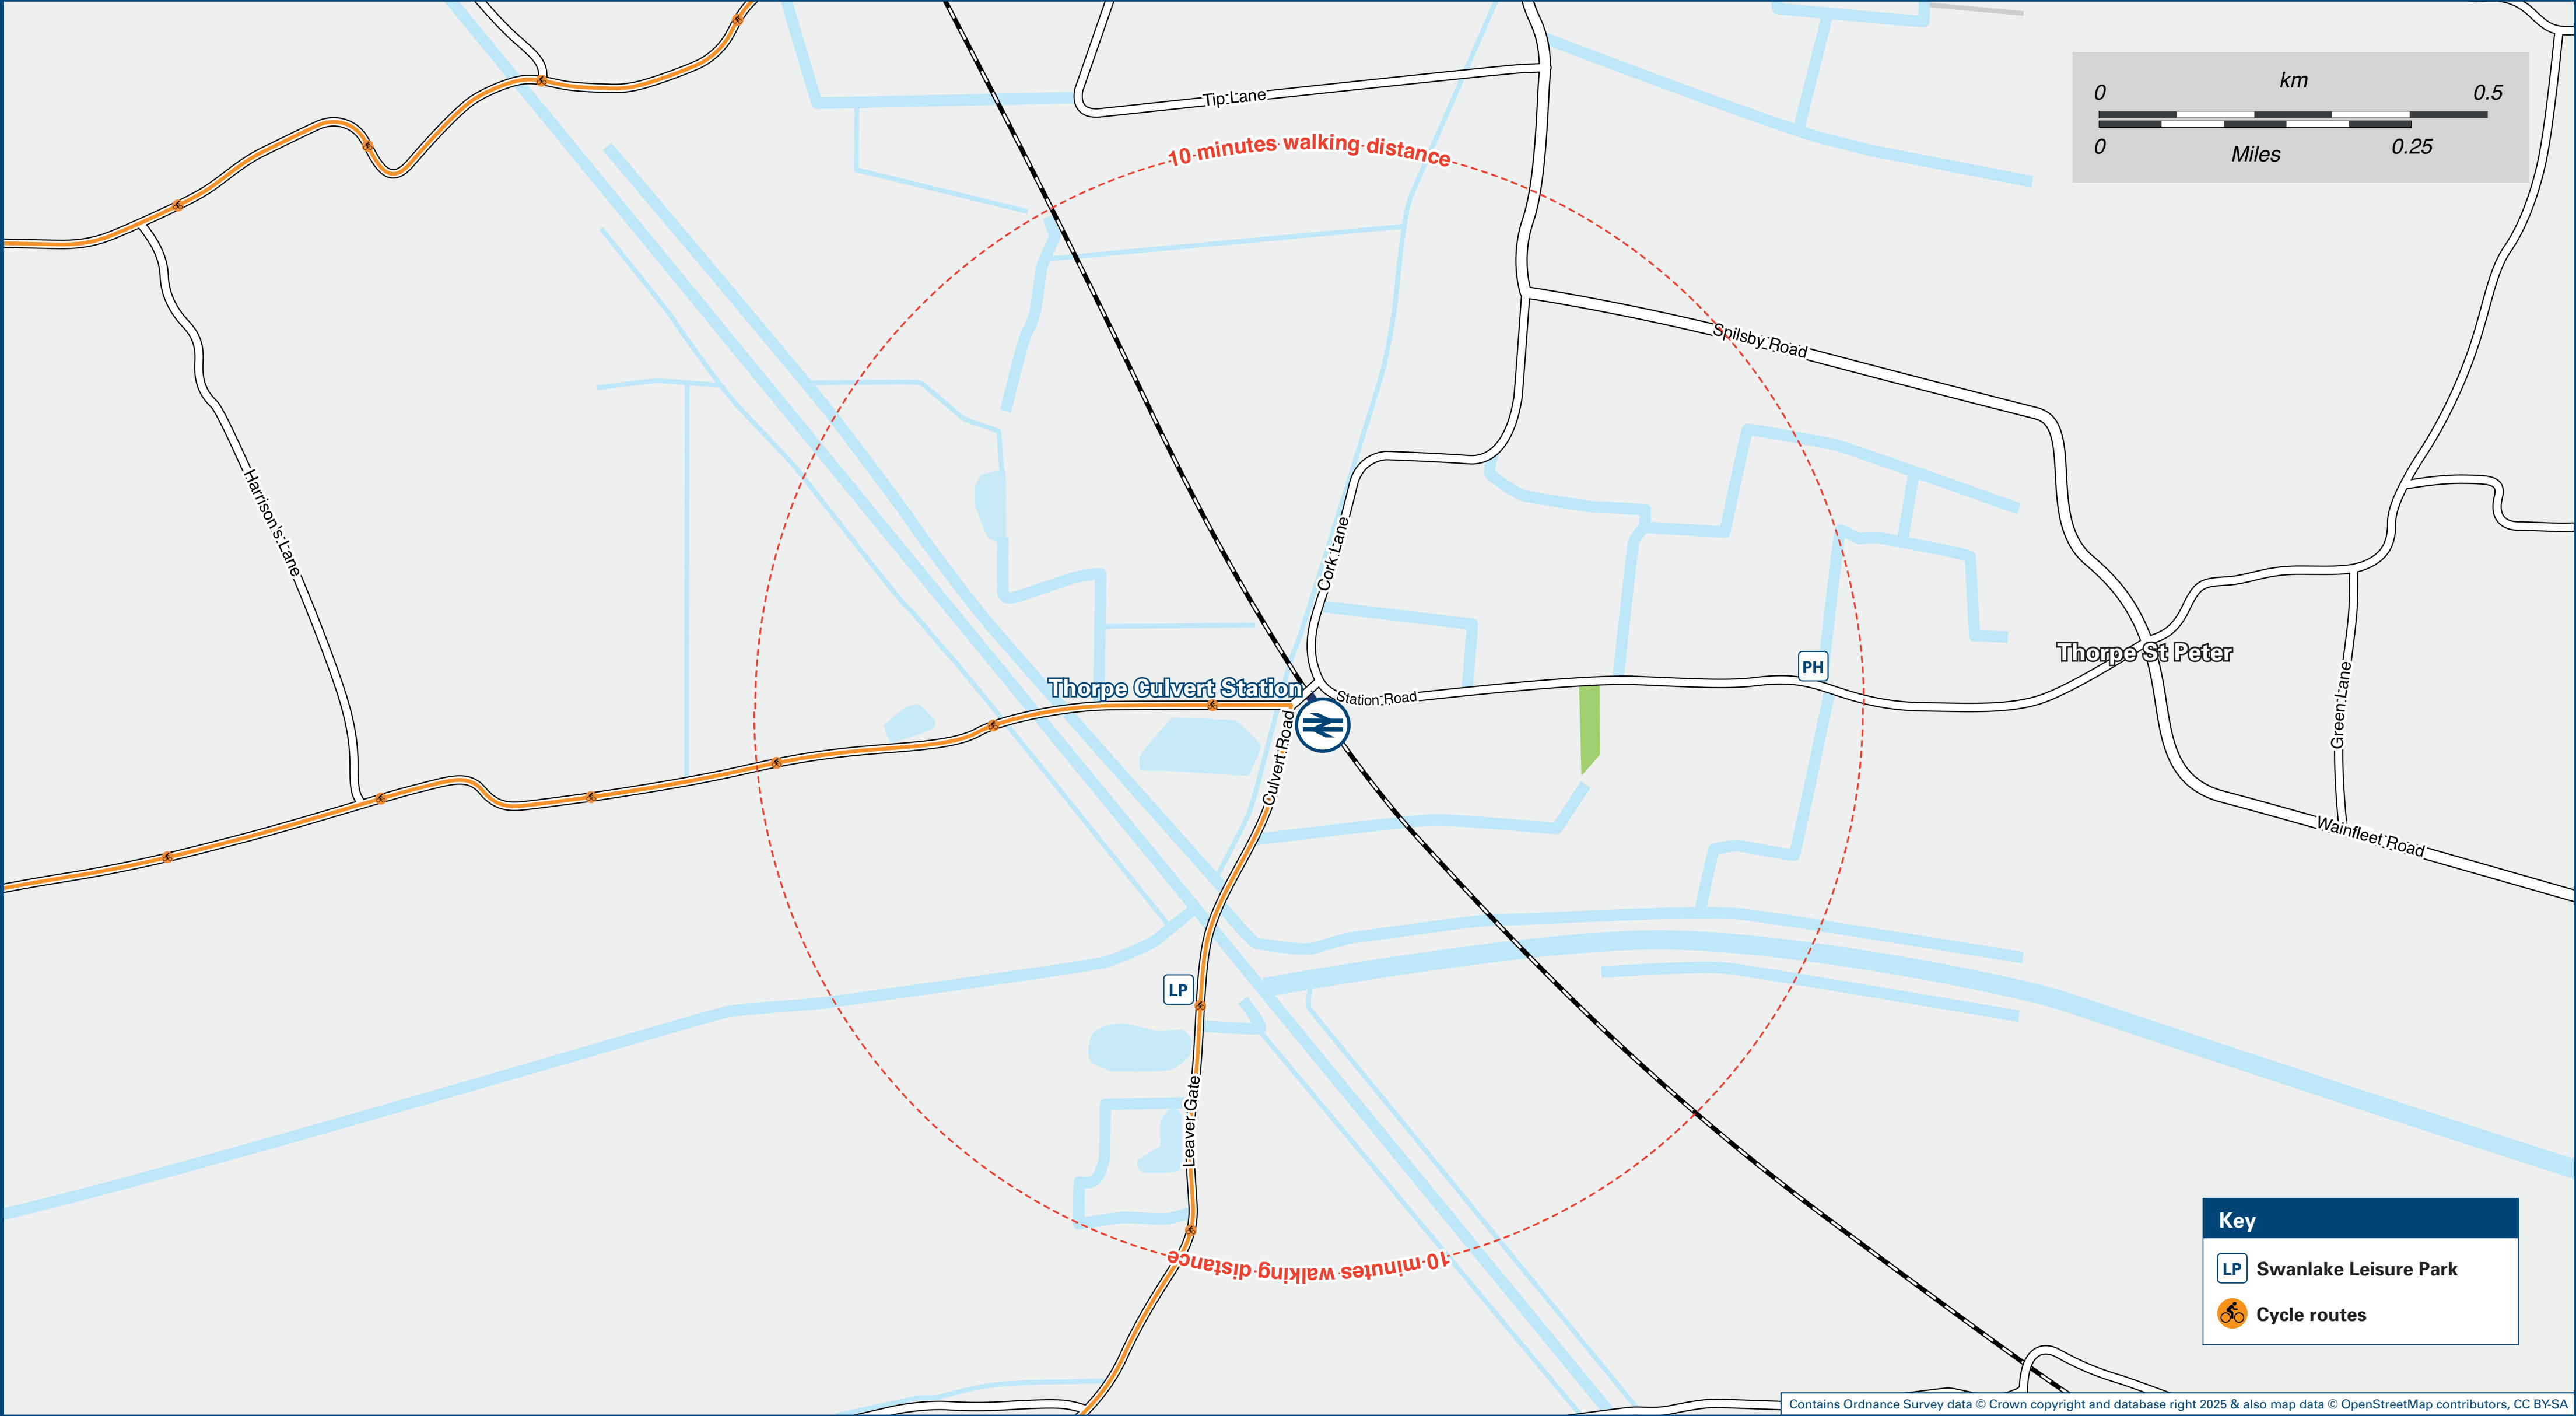 km
0 0.5
0 0.25
Miles
Tip Lane
10 minutes walking distance
Spilsby Road
Harrison's Lane
Cork Lane
Thorpe St Peter
PH
Thorpe Culvert Station
Station Road
Green Lane
Culvert Road
Wainfleet Road
LP
Leaver Gate
10 minutes walking distance
Key
LP Swanlake Leisure Park
Cycle routes
Contains Ordnance Survey data © Crown copyright and database right 2025 & also map data © OpenStreetMap contributors, CC BY-SA